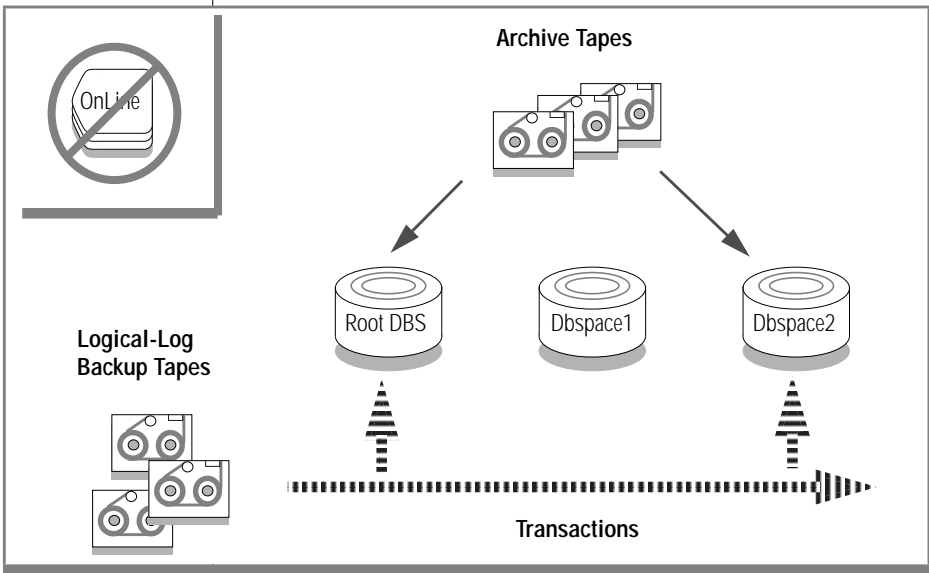 Archive Tapes
OnLine
Root DBS
Dbspace1
Dbspace2
Logical-Log
Backup Tapes
Transactions